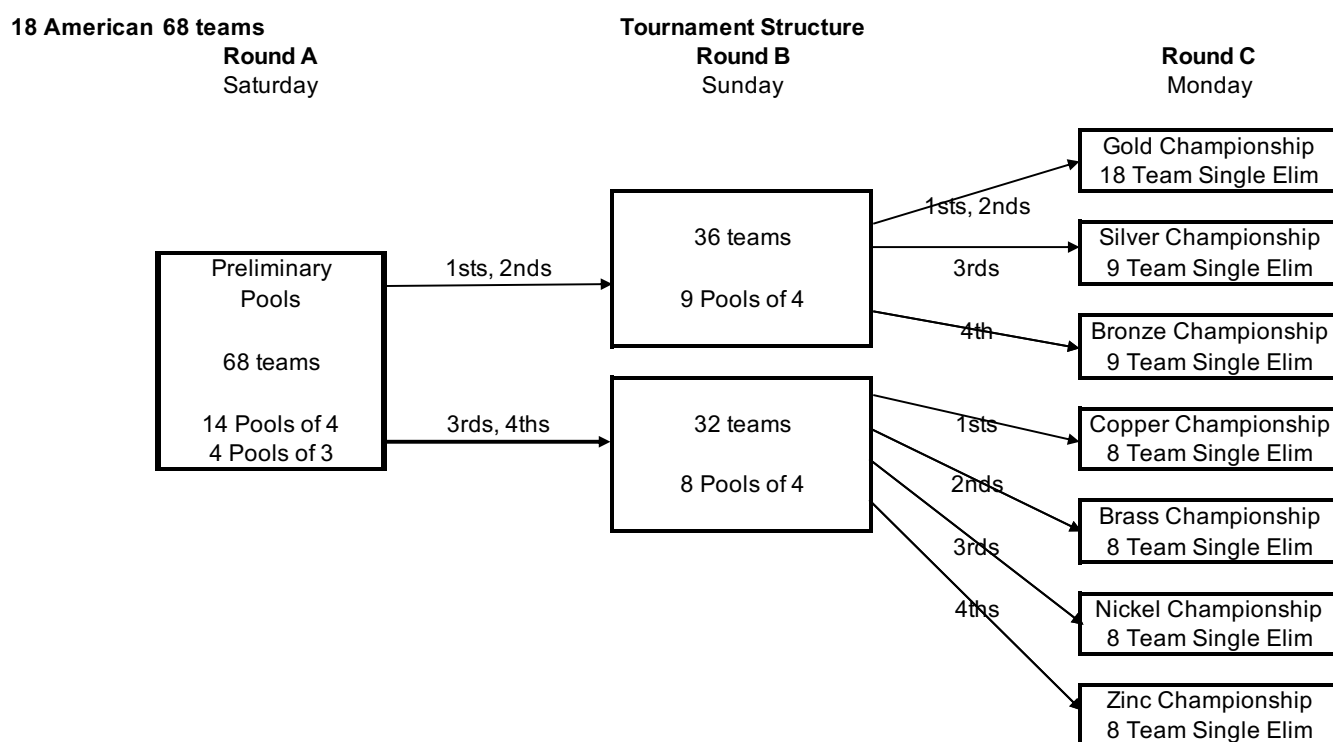 18 American 68 teams
Tournament Structure
Round A
Round B
Round C
Saturday
Sunday
Monday
Preliminary
Pools
68 teams
14 Pools of 4
4 Pools of 3
1sts, 2nds
3rds, 4ths
36 teams
9 Pools of 4
32 teams
8 Pools of 4
1sts, 2nds
3rds
4th
1sts
2nds
3rds
4ths
Gold Championship
18 Team Single Elim
Silver Championship
9 Team Single Elim
Bronze Championship
9 Team Single Elim
Copper Championship
8 Team Single Elim
Brass Championship
8 Team Single Elim
Nickel Championship
8 Team Single Elim
Zinc Championship
8 Team Single Elim